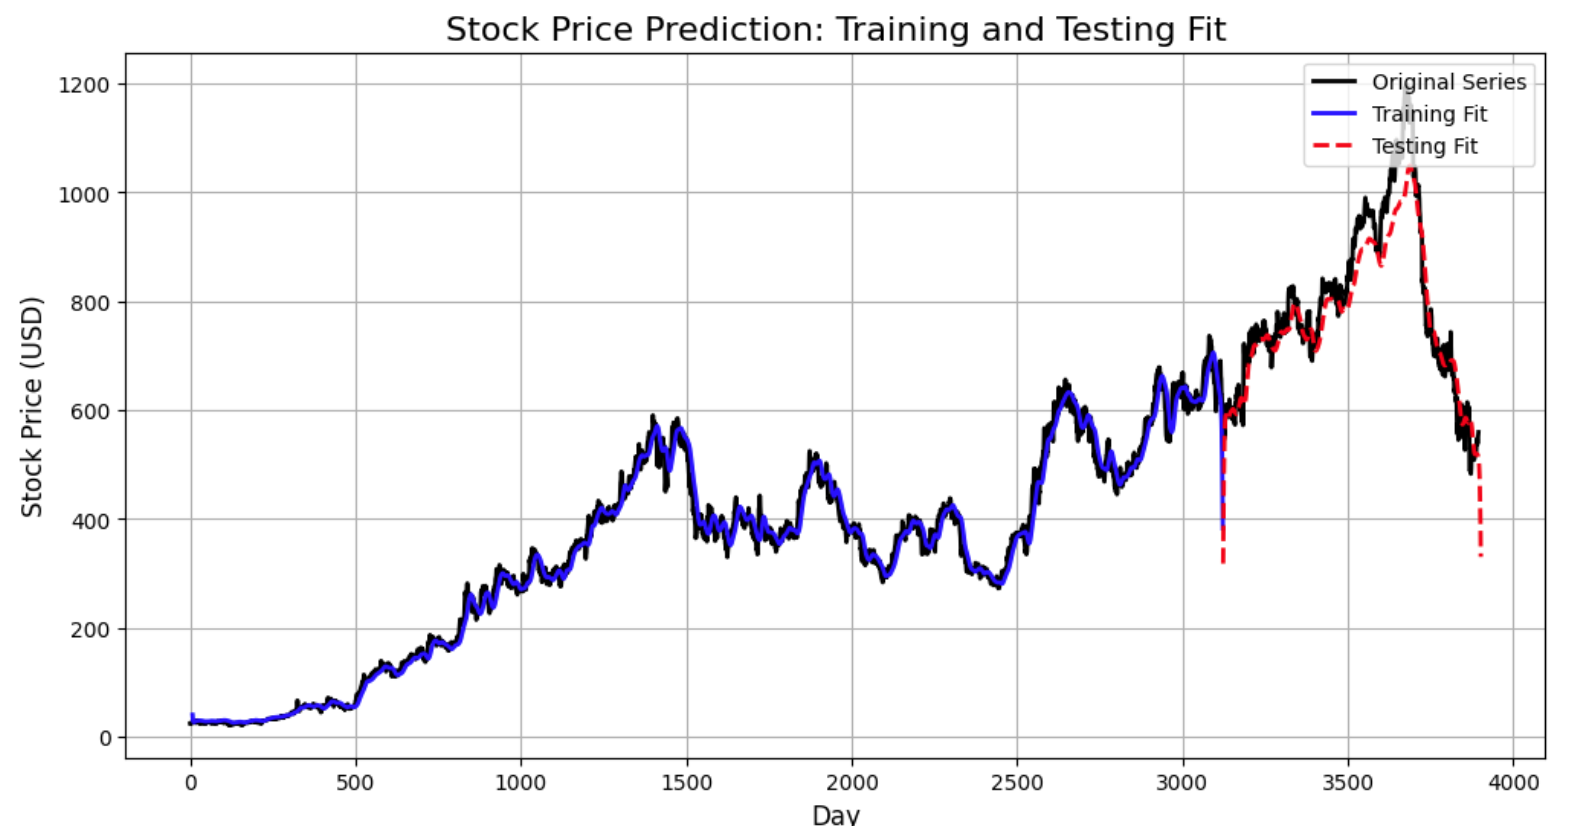 Stock Price Prediction: Training and Testing Fit
Original Series
Training Fit
Testing Fit
Stock Price (USD)
1200
1000
800
600
400
200
0
0 500 1000 1500 2000 2500 3000 3500 4000
Day